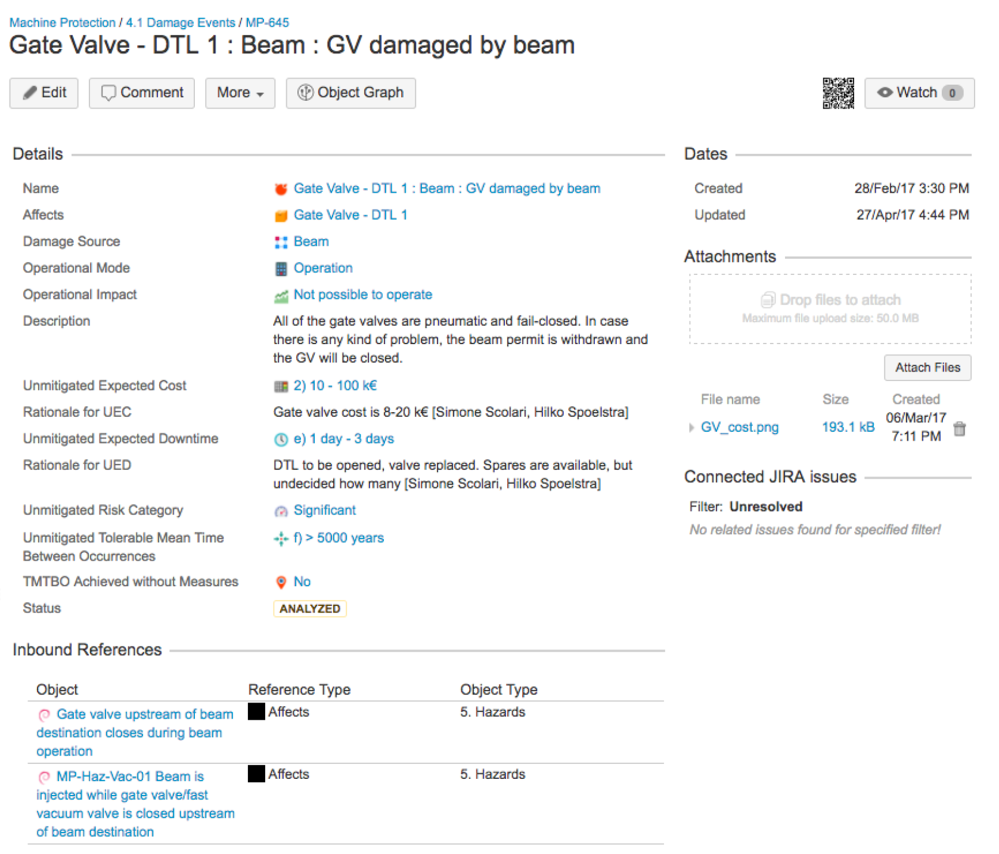 Machine Protection / 4.1 Damage Events / MP-645
Gate Valve - DTL 1 : Beam : GV damaged by beam
Edit
Comment
More
Object Graph
Watch 0
Details
Name Gate Valve - DTL 1 : Beam : GV damaged by beam
Affects Gate Valve - DTL 1
Damage Source Beam
Operational Mode Operation
Operational Impact Not possible to operate
Description All of the gate valves are pneumatic and fail-closed. In case
there is any kind of problem, the beam permit is withdrawn and
the GV will be closed.
Unmitigated Expected Cost 2) 10 - 100 k€
Rationale for UEC Gate valve cost is 8-20 k€ [Simone Scolari, Hilko Spoelstra]
Unmitigated Expected Downtime e) 1 day - 3 days
Rationale for UED DTL to be opened, valve replaced. Spares are available, but
undecided how many [Simone Scolari, Hilko Spoelstra]
Unmitigated Risk Category Significant
Unmitigated Tolerable Mean Time f) > 5000 years
Between Occurrences
TMTBO Achieved without Measures No
Status ANALYZED
Inbound References
Object Reference Type Object Type
Gate valve upstream of beam Affects 5. Hazards
destination closes during beam
operation
MP-Haz-Vac-01 Beam is Affects 5. Hazards
injected while gate valve/fast
vacuum valve is closed upstream
of beam destination
Dates
Created 28/Feb/17 3:30 PM
Updated 27/Apr/17 4:44 PM
Attachments
Drop files to attach
Maximum file upload size: 50.0 MB
Attach Files
File name Size Created
GV_cost.png 193.1 kB 06/Mar/17
7:11 PM
Connected JIRA issues
Filter: Unresolved
No related issues found for specified filter!